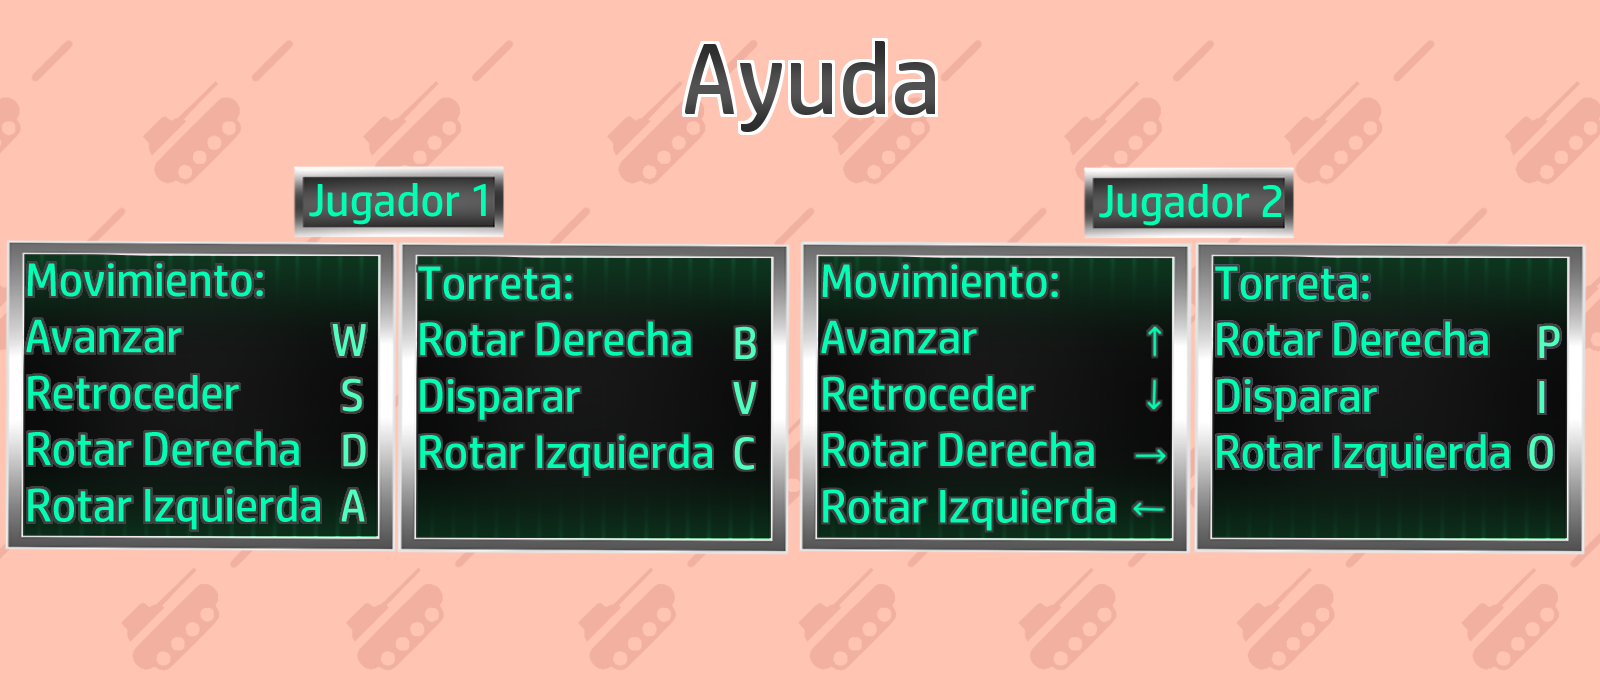 Ayuda
Jugador 1
Movimiento:
Avanzar W
Retroceder S
Rotar Derecha D
Rotar Izquierda A
Torreta:
Rotar Derecha B
Disparar V
Rotar Izquierda C
Jugador 2
Movimiento:
Avanzar ↑
Retroceder ↓
Rotar Derecha →
Rotar Izquierda ←
Torreta:
Rotar Derecha P
Disparar I
Rotar Izquierda O